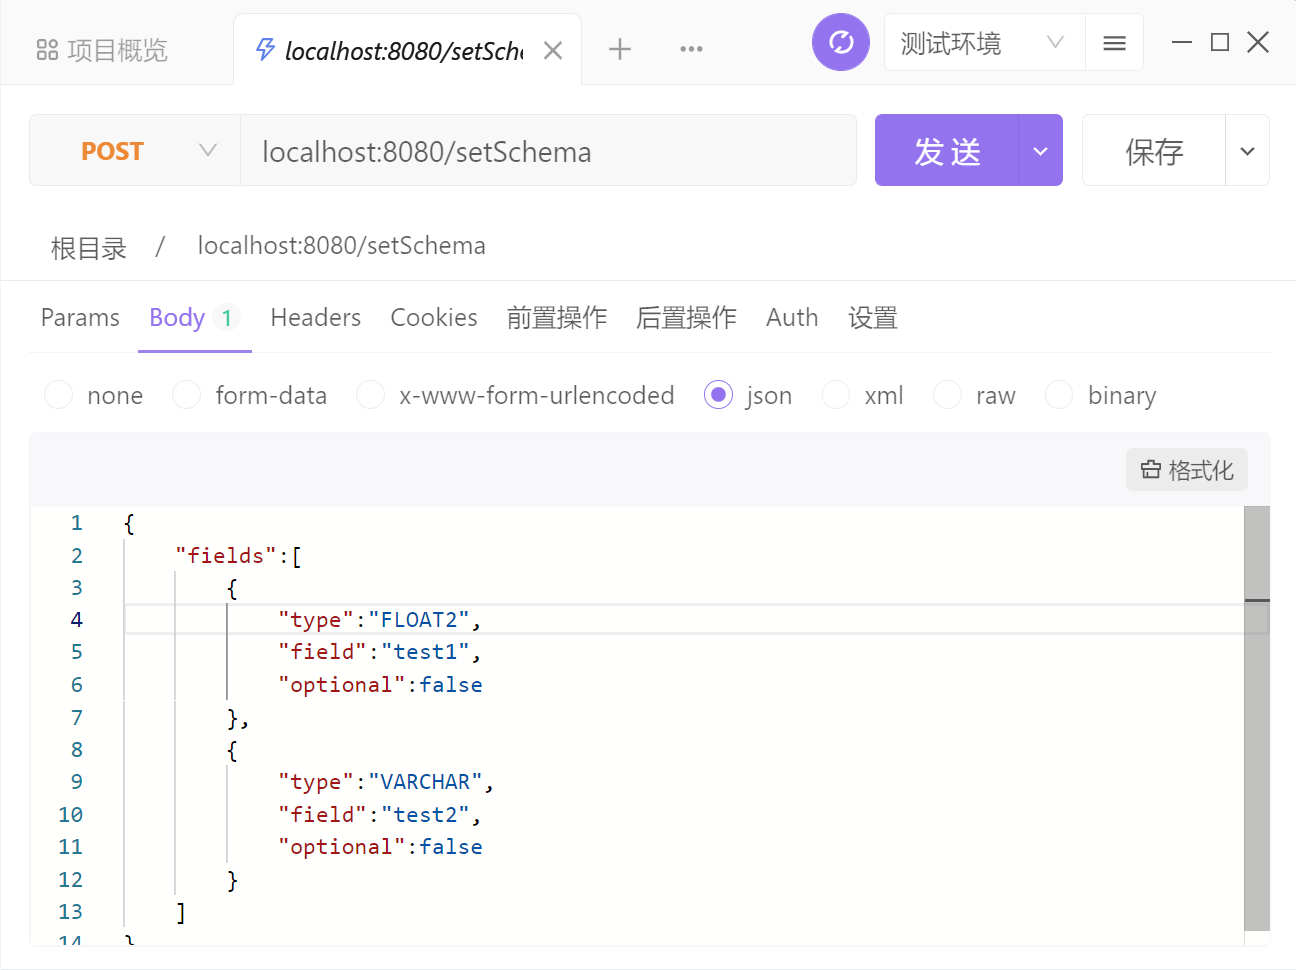 项目概览
localhost:8080/setSche
测试环境
POST
localhost:8080/setSchema
发 送
保存
根目录 / localhost:8080/setSchema
Params Body 1 Headers Cookies 前置操作 后置操作 Auth 设置
none form-data x-www-form-urlencoded json xml raw binary
格式化
1 {
2 "fields":[
3 {
4 "type":"FLOAT2",
5 "field":"test1",
6 "optional":false
7 },
8 {
9 "type":"VARCHAR",
10 "field":"test2",
11 "optional":false
12 }
13 ]
14 }